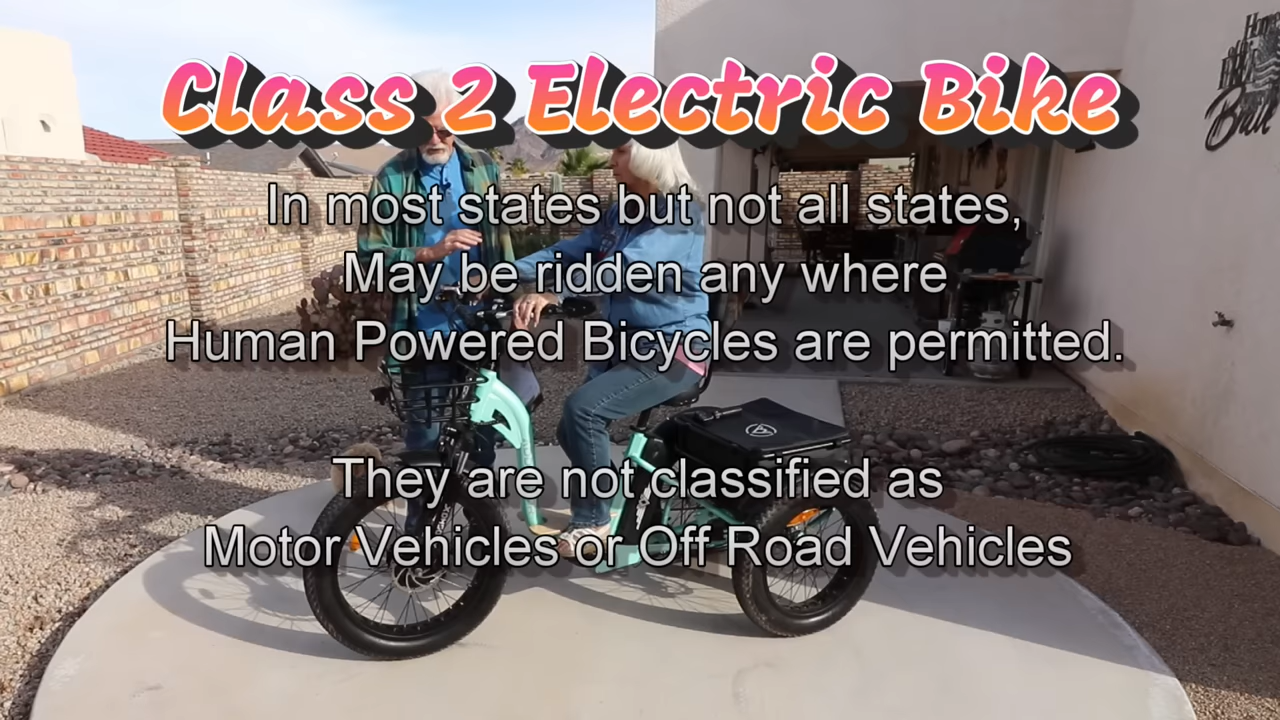 Class 2 Electric Bike
In most states but not all states,
May be ridden any where
Human Powered Bicycles are permitted.
They are not classified as
Motor Vehicles or Off Road Vehicles